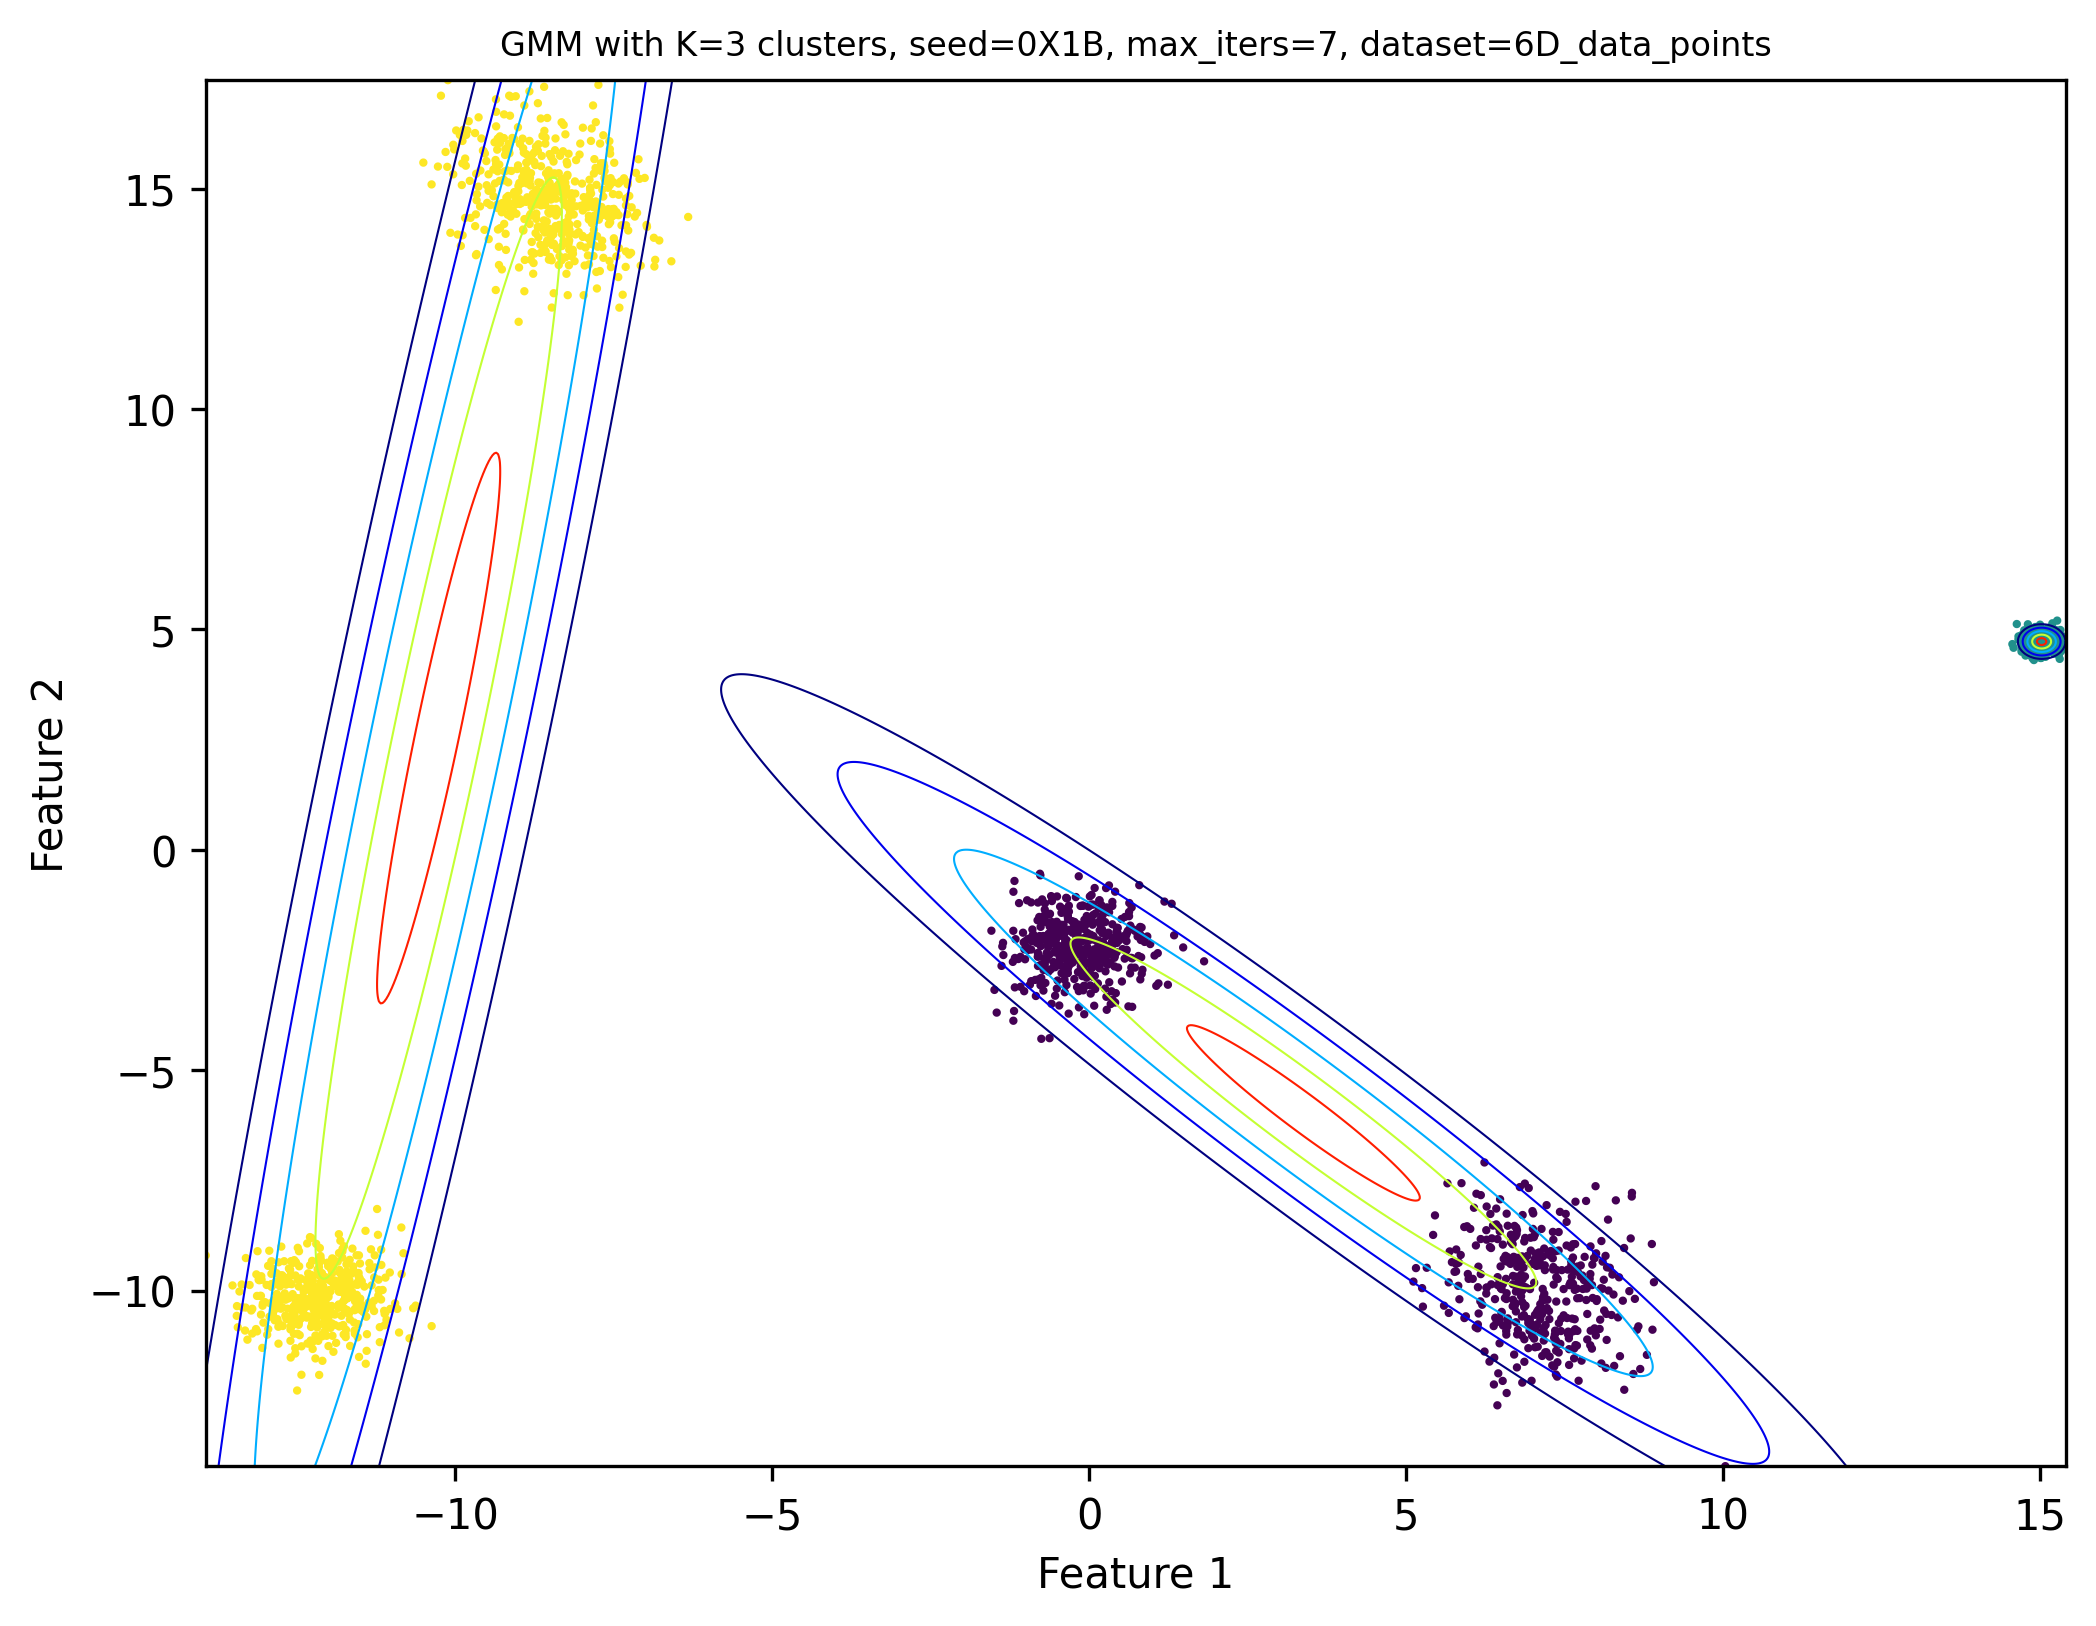 GMM with K=3 clusters, seed=0X1B, max_iters=7, dataset=6D_data_points
15
10
5
0
−5
−10
Feature 2
−10 −5 0 5 10 15
Feature 1